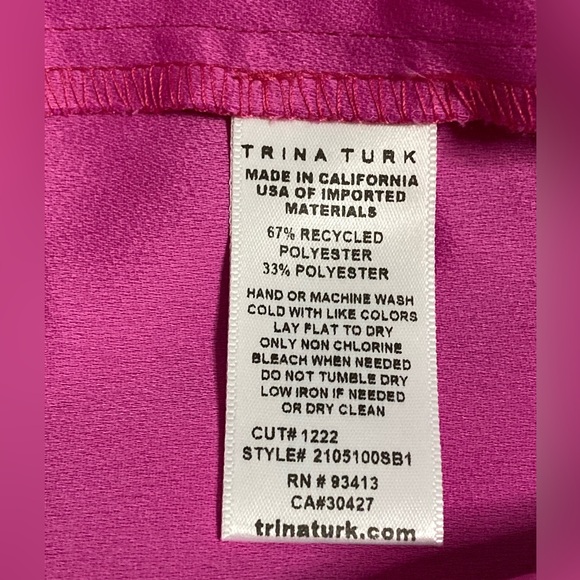 TRINA TURK
MADE IN CALIFORNIA
USA OF IMPORTED
MATERIALS
67% RECYCLED
POLYESTER
33% POLYESTER
HAND OR MACHINE WASH
COLD WITH LIKE COLORS
LAY FLAT TO DRY
ONLY NON CHLORINE
BLEACH WHEN NEEDED
DO NOT TUMBLE DRY
LOW IRON IF NEEDED
OR DRY CLEAN
CUT# 1222
STYLE# 2105100SB1
RN # 93413
CA#30427
trinaturk.com